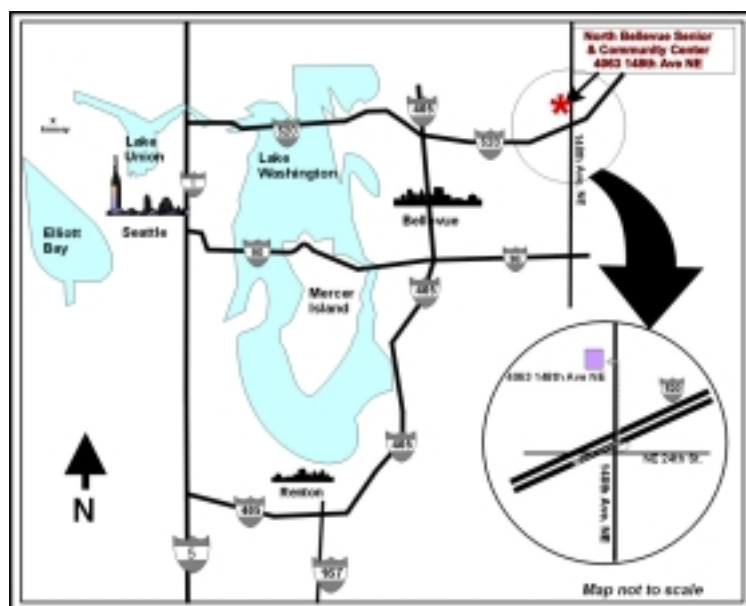 North Bellevue Senior
& Community Center
4063 148th Ave NE
405
520
520
Lake
Union
Lake
Washington
148th Ave, NE
5
Bellevue
Elliott
Bay
Seattle
90
90
405
Mercer
Island
4063 148th Ave NE
520
405
NE 24th St.
Renton
N
405
148th Ave, NE
5
167
Map not to scale